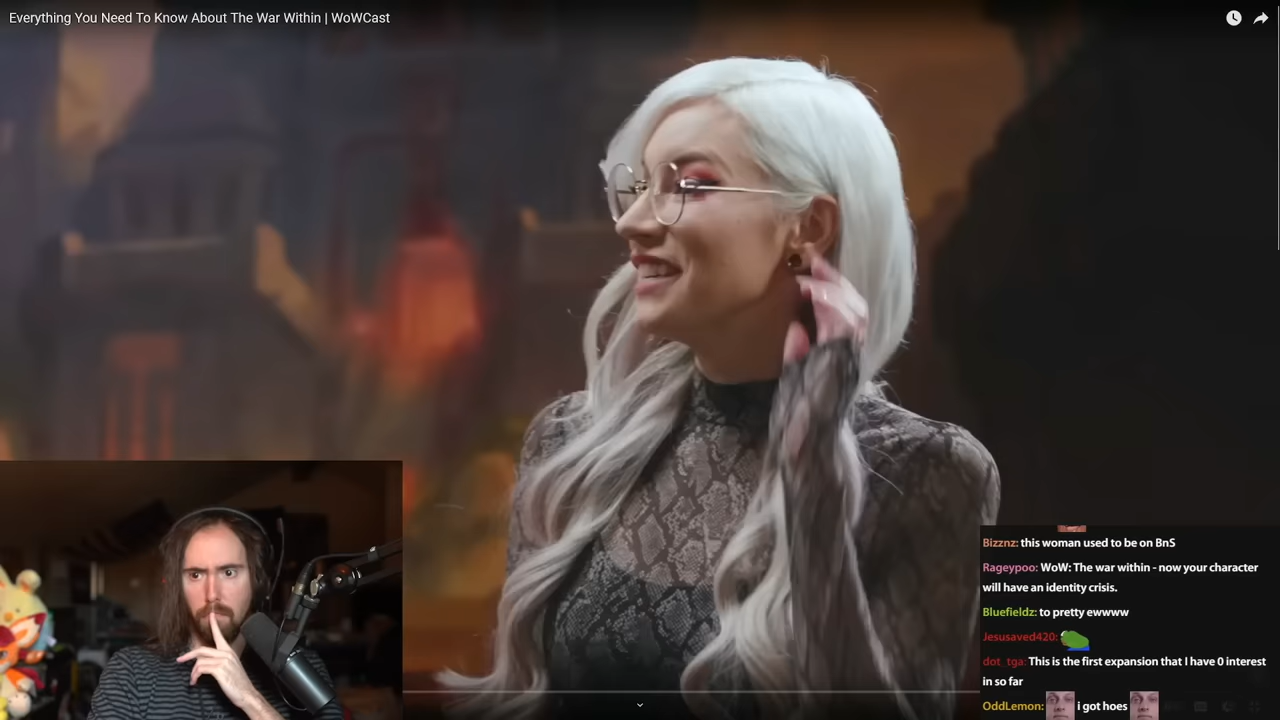 Everything You Need To Know About The War Within | WoWCast
Bizznz: this woman used to be on BnS
Rageypoo: WoW: The war within - now your character
will have an identity crisis.
Bluefieldz: to pretty ewwww
Jesusaved420:
dot_tga: This is the first expansion that I have 0 interest
in so far
OddLemon: i got hoes